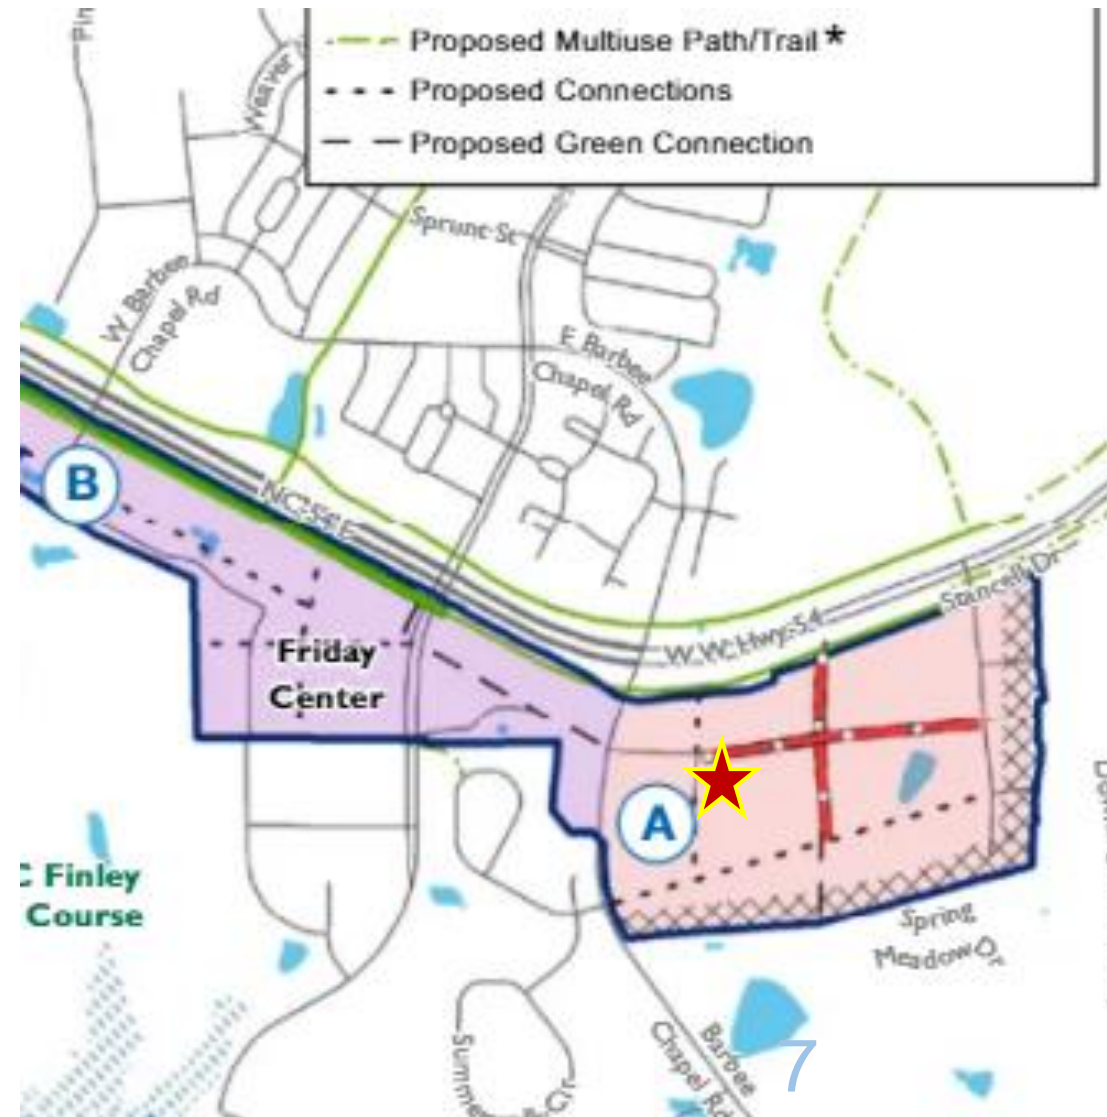 Proposed Multiuse Path/Trail*
Proposed Connections
Proposed Green Connection
Weaver
Sprunt St
W Barbee
Chapel Rd
E Barbee
Chapel Rd
B
NC 54 E
Stancell Dr
W NC Hwy 54
Friday
Center
A
C Finley
Course
Spring
Meadow Dr
Barbee
Chapel Rd
7